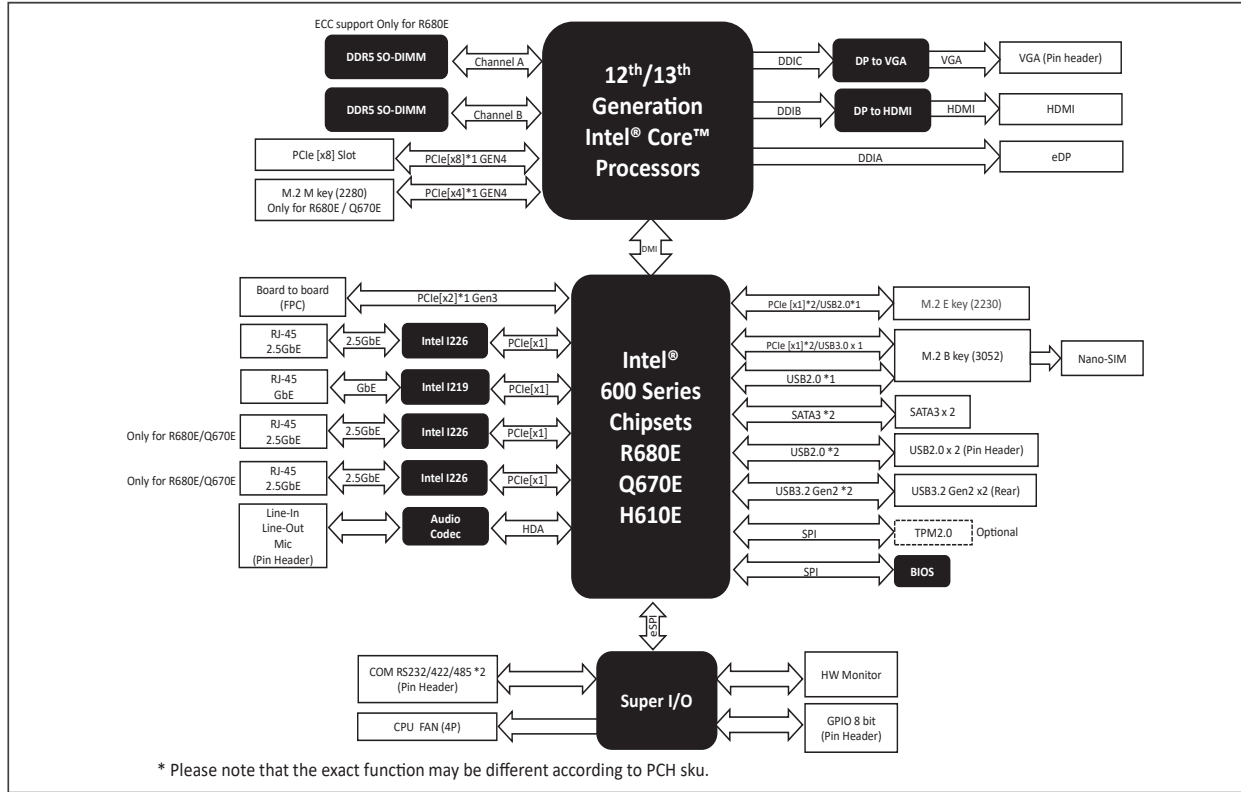 ECC support Only for R680E
DDR5 SO-DIMM
Channel A
DDR5 SO-DIMM
Channel B
PCIe [x8] Slot
PCIe[x8]*1 GEN4
M.2 M key (2280)
Only for R680E / Q670E
PCIe[x4]*1 GEN4
12th/13th
Generation
Intel® Core™
Processors
DDIC
DP to VGA
VGA
VGA (Pin header)
DDIB
DP to HDMI
HDMI
HDMI
DDIA
eDP
DMI
Board to board
(FPC)
PCIe[x2]*1 Gen3
RJ-45
2.5GbE
2.5GbE
Intel I226
PCIe[x1]
RJ-45
GbE
GbE
Intel I219
PCIe[x1]
Only for R680E/Q670E
RJ-45
2.5GbE
2.5GbE
Intel I226
PCIe[x1]
Only for R680E/Q670E
RJ-45
2.5GbE
2.5GbE
Intel I226
PCIe[x1]
Line-In
Line-Out
Mic
(Pin Header)
Audio
Codec
HDA
Intel®
600 Series
Chipsets
R680E
Q670E
H610E
PCIe [x1]*2/USB2.0*1
M.2 E key (2230)
PCIe [x1]*2/USB3.0 x 1
USB2.0 *1
M.2 B key (3052)
Nano-SIM
SATA3 *2
SATA3 x 2
USB2.0 *2
USB2.0 x 2 (Pin Header)
USB3.2 Gen2 *2
USB3.2 Gen2 x2 (Rear)
SPI
TPM2.0
Optional
SPI
BIOS
eSPI
COM RS232/422/485 *2
(Pin Header)
CPU FAN (4P)
Super I/O
HW Monitor
GPIO 8 bit
(Pin Header)
* Please note that the exact function may be different according to PCH sku.